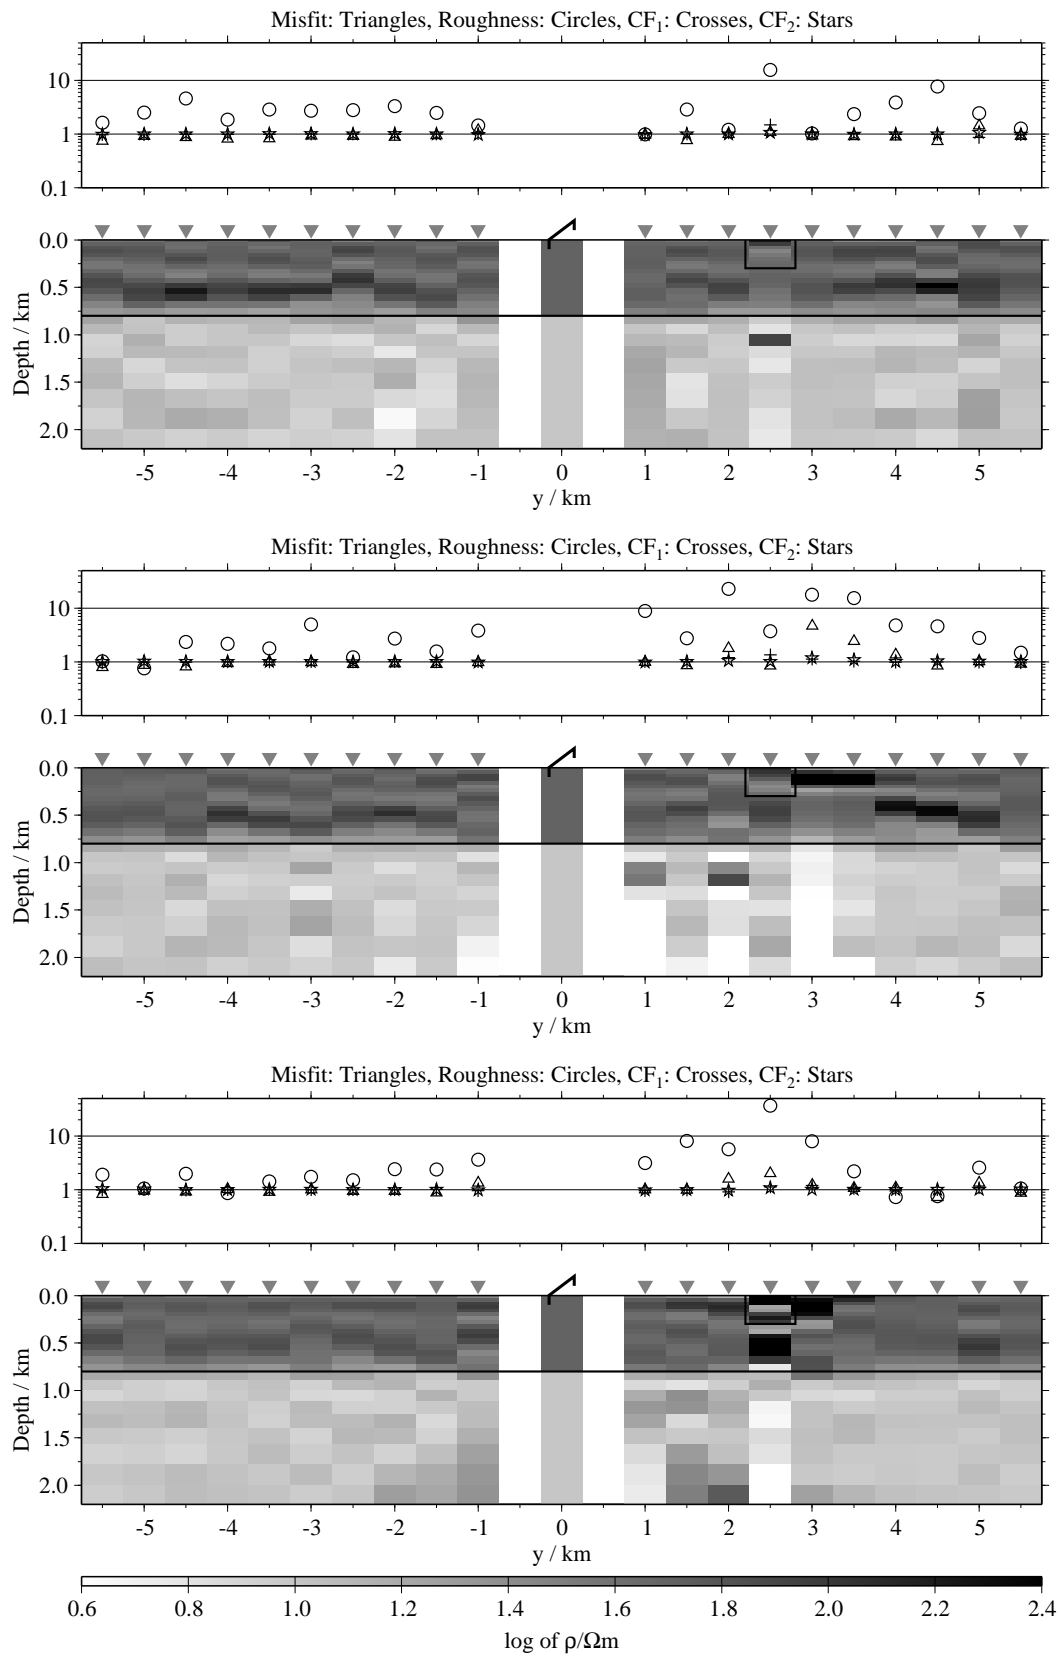 Misfit: Triangles, Roughness: Circles, CF₁: Crosses, CF₂: Stars
10
1
0.1
0.0
0.5
1.0
1.5
2.0
Depth / km
-5 -4 -3 -2 -1 0 1 2 3 4 5
y / km
Misfit: Triangles, Roughness: Circles, CF₁: Crosses, CF₂: Stars
10
1
0.1
0.0
0.5
1.0
1.5
2.0
Depth / km
-5 -4 -3 -2 -1 0 1 2 3 4 5
y / km
Misfit: Triangles, Roughness: Circles, CF₁: Crosses, CF₂: Stars
10
1
0.1
0.0
0.5
1.0
1.5
2.0
Depth / km
-5 -4 -3 -2 -1 0 1 2 3 4 5
y / km
0.6 0.8 1.0 1.2 1.4 1.6 1.8 2.0 2.2 2.4
log of ρ/Ωm